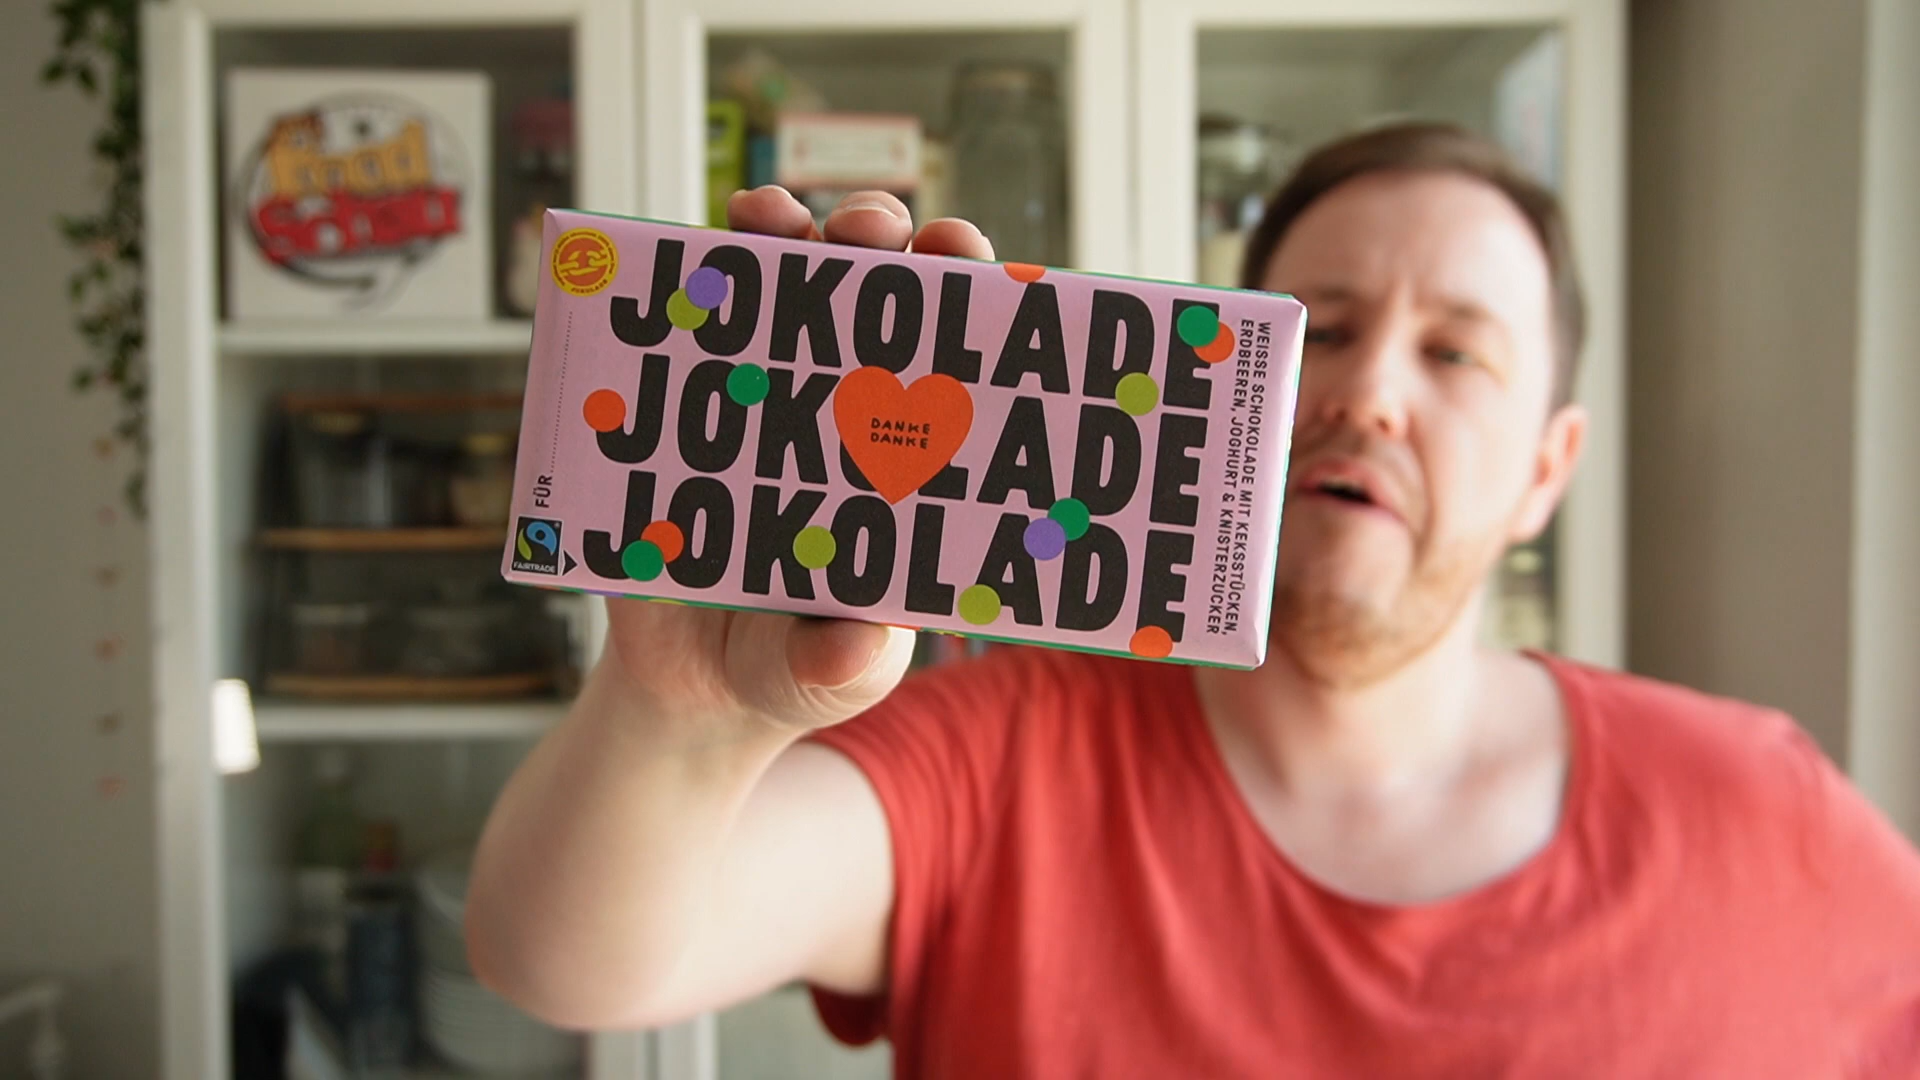 JOKOLADE
JOKOLADE
DANKE
DANKE
JOKOLADE
FÜR
FAIRTRADE
WEISSE SCHOKOLADE MIT KEKSSTÜCKEN,
ERDBEEREN, JOGHURT & KNISTERZUCKER